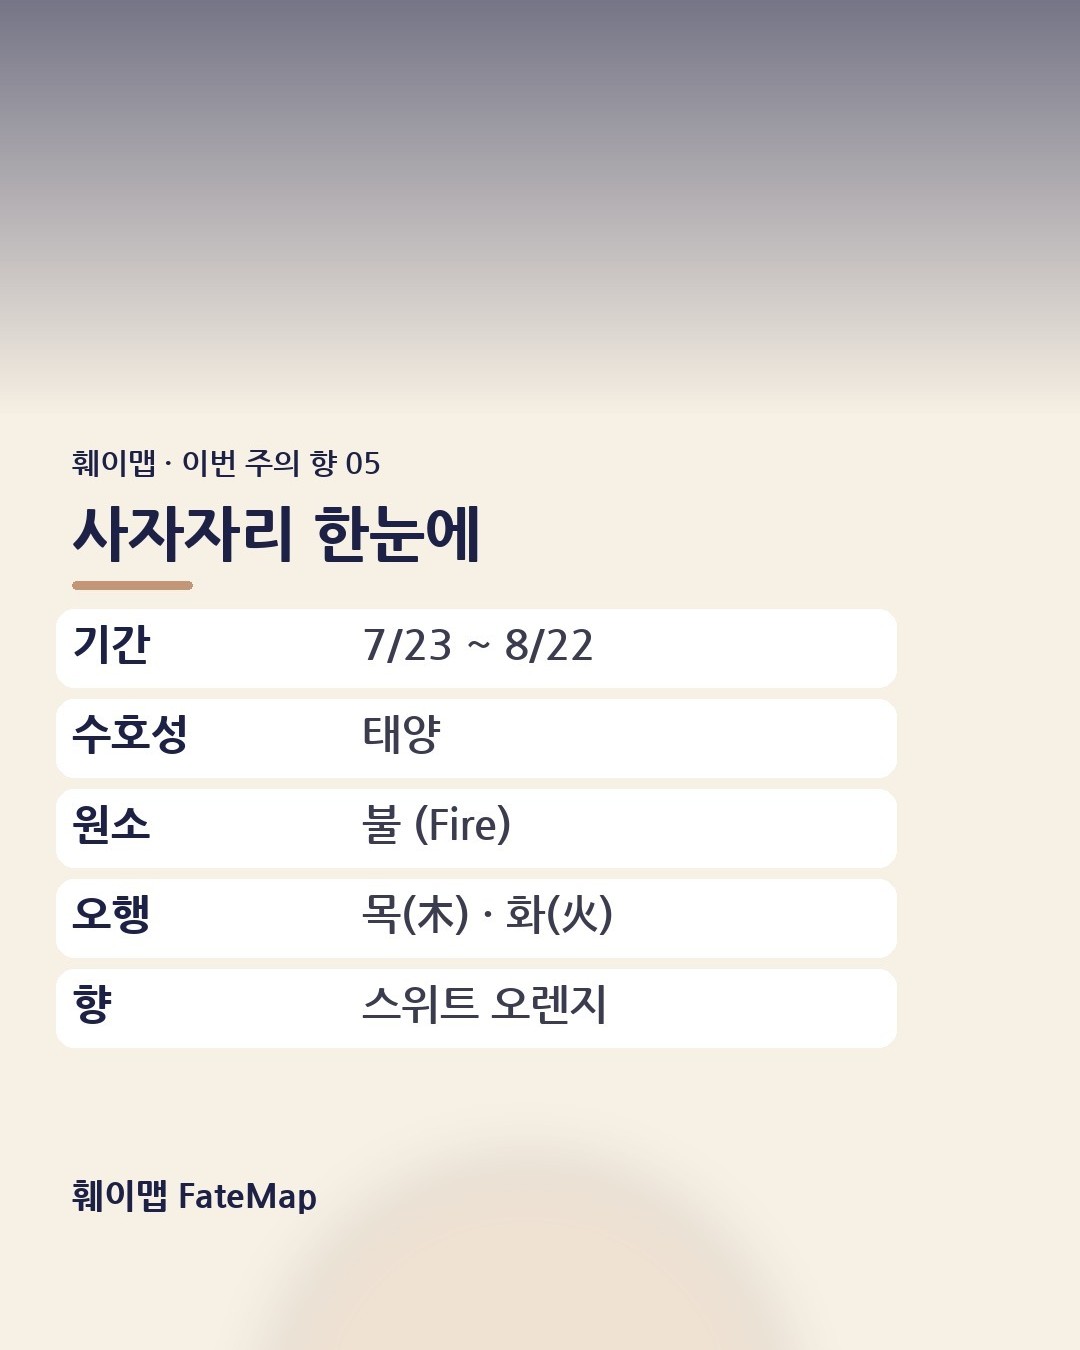 훼이맵 · 이번 주의 향 05
사자자리 한눈에
기간 7/23 ~ 8/22
수호성 태양
원소 불 (Fire)
오행 목(木) · 화(火)
향 스위트 오렌지
훼이맵 FateMap